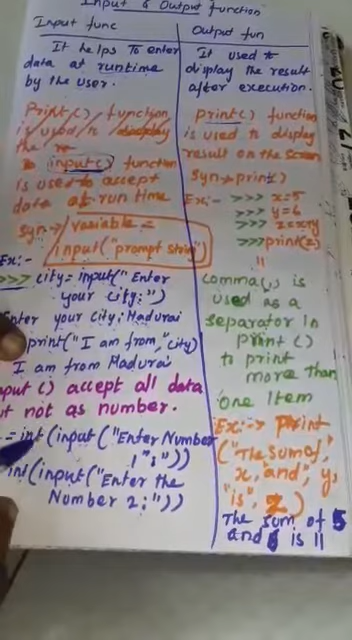 Input & Output function
Input func
It helps to enter
data at runtime
by the user.
Print() function
is used to display
the
input() function
is used to accept
data at run time
Syn→ variable =
input("prompt string")
Ex:-
>>> city=input("Enter
your city:")
Enter your city: Madurai
print("I am from", city)
I am from Madurai
put () accept all data
ut not as number.
= int(input("Enter Number
1":"))
int(input("Enter the
Number 2:"))
Output fun
It used to
display the result
after execution.
print() function
is used to display
result on the screen
Syn→ print()
Ex:- >>> x=5
>>> y=6
>>> z=x+y
>>> print(z)
11
Comma(,) is
used as a
separator in
print ()
to print
more than
one Item
Ex:→ Print
("The sum of",
x,"and", y,
"is", z)
The sum of 5
and 6 is 11